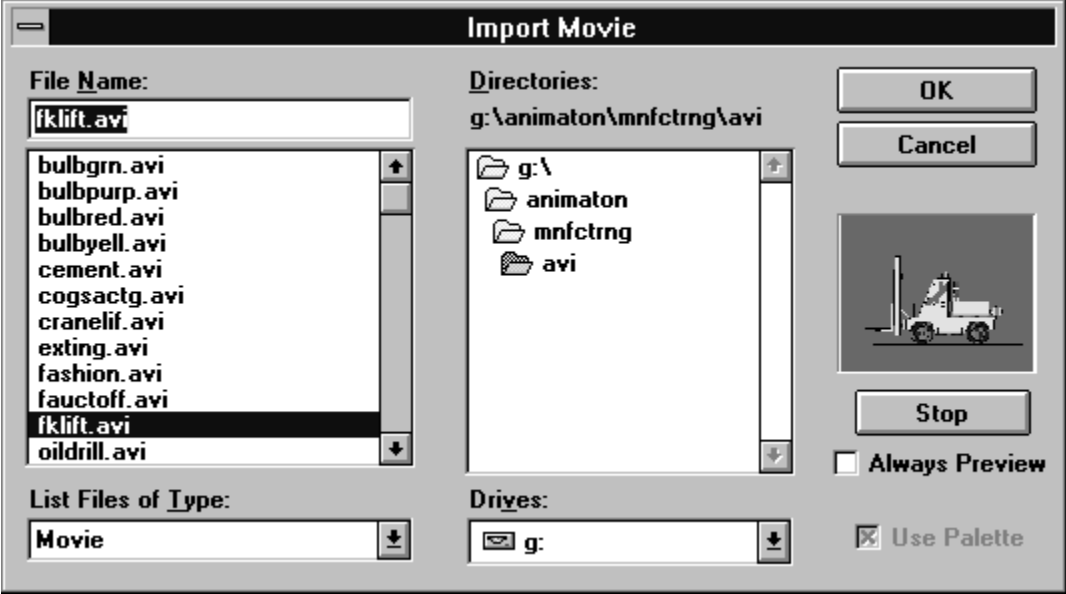 Import Movie
File Name:
fklift.avi
bulbgrn.avi
bulbpurp.avi
bulbred.avi
bulbyell.avi
cement.avi
cogsactg.avi
cranelif.avi
exting.avi
fashion.avi
fauctoff.avi
fklift.avi
oildrill.avi
List Files of Type:
Movie
Directories:
g:\animaton\mnfctrng\avi
g:\
animaton
mnfctrng
avi
Drives:
g:
OK
Cancel
Stop
Always Preview
Use Palette